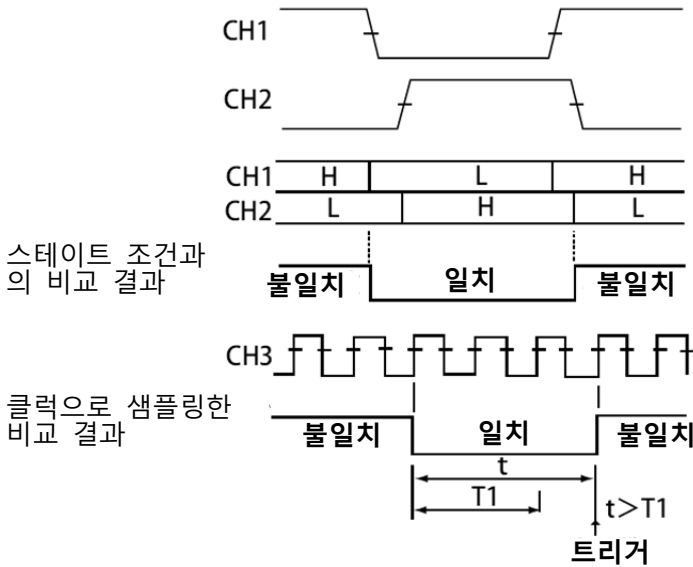 CH1
CH2
CH1 H L H
CH2 L H L
스테이트 조건과
의 비교 결과
불일치 일치 불일치
CH3
클럭으로 샘플링한
비교 결과
불일치 일치 불일치
t
T1
t>T1
트리거